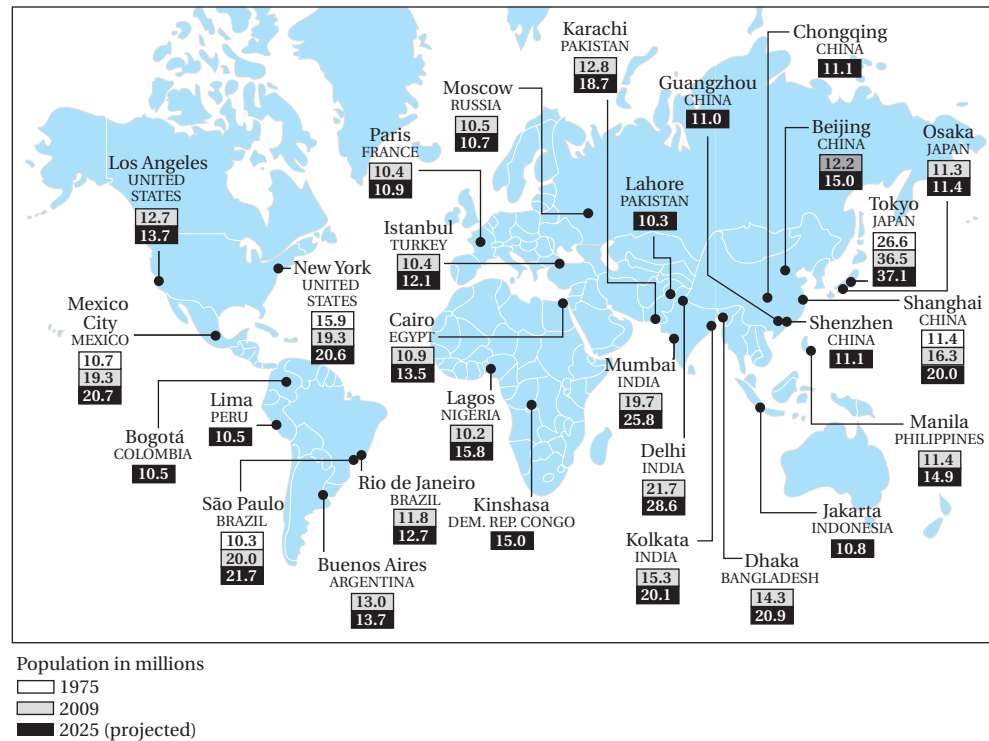 Karachi
PAKISTAN
12.8
18.7
Chongqing
CHINA
11.1
Moscow
RUSSIA
10.5
10.7
Guangzhou
CHINA
11.0
Paris
FRANCE
10.4
10.9
Beijing
CHINA
12.2
15.0
Osaka
JAPAN
11.3
11.4
Los Angeles
UNITED
STATES
12.7
13.7
Lahore
PAKISTAN
10.3
Tokyo
JAPAN
26.6
36.5
37.1
Istanbul
TURKEY
10.4
12.1
New York
UNITED
STATES
15.9
19.3
20.6
Mexico
City
MEXICO
10.7
19.3
20.7
Cairo
EGYPT
10.9
13.5
Shanghai
CHINA
11.4
16.3
20.0
Shenzhen
CHINA
11.1
Mumbai
INDIA
19.7
25.8
Lagos
NIGERIA
10.2
15.8
Lima
PERU
10.5
Bogotá
COLOMBIA
10.5
Manila
PHILIPPINES
11.4
14.9
Delhi
INDIA
21.7
28.6
Rio de Janeiro
BRAZIL
11.8
12.7
Kinshasa
DEM. REP. CONGO
15.0
São Paulo
BRAZIL
10.3
20.0
21.7
Jakarta
INDONESIA
10.8
Kolkata
INDIA
15.3
20.1
Dhaka
BANGLADESH
14.3
20.9
Buenos Aires
ARGENTINA
13.0
13.7
Population in millions
1975
2009
2025 (projected)